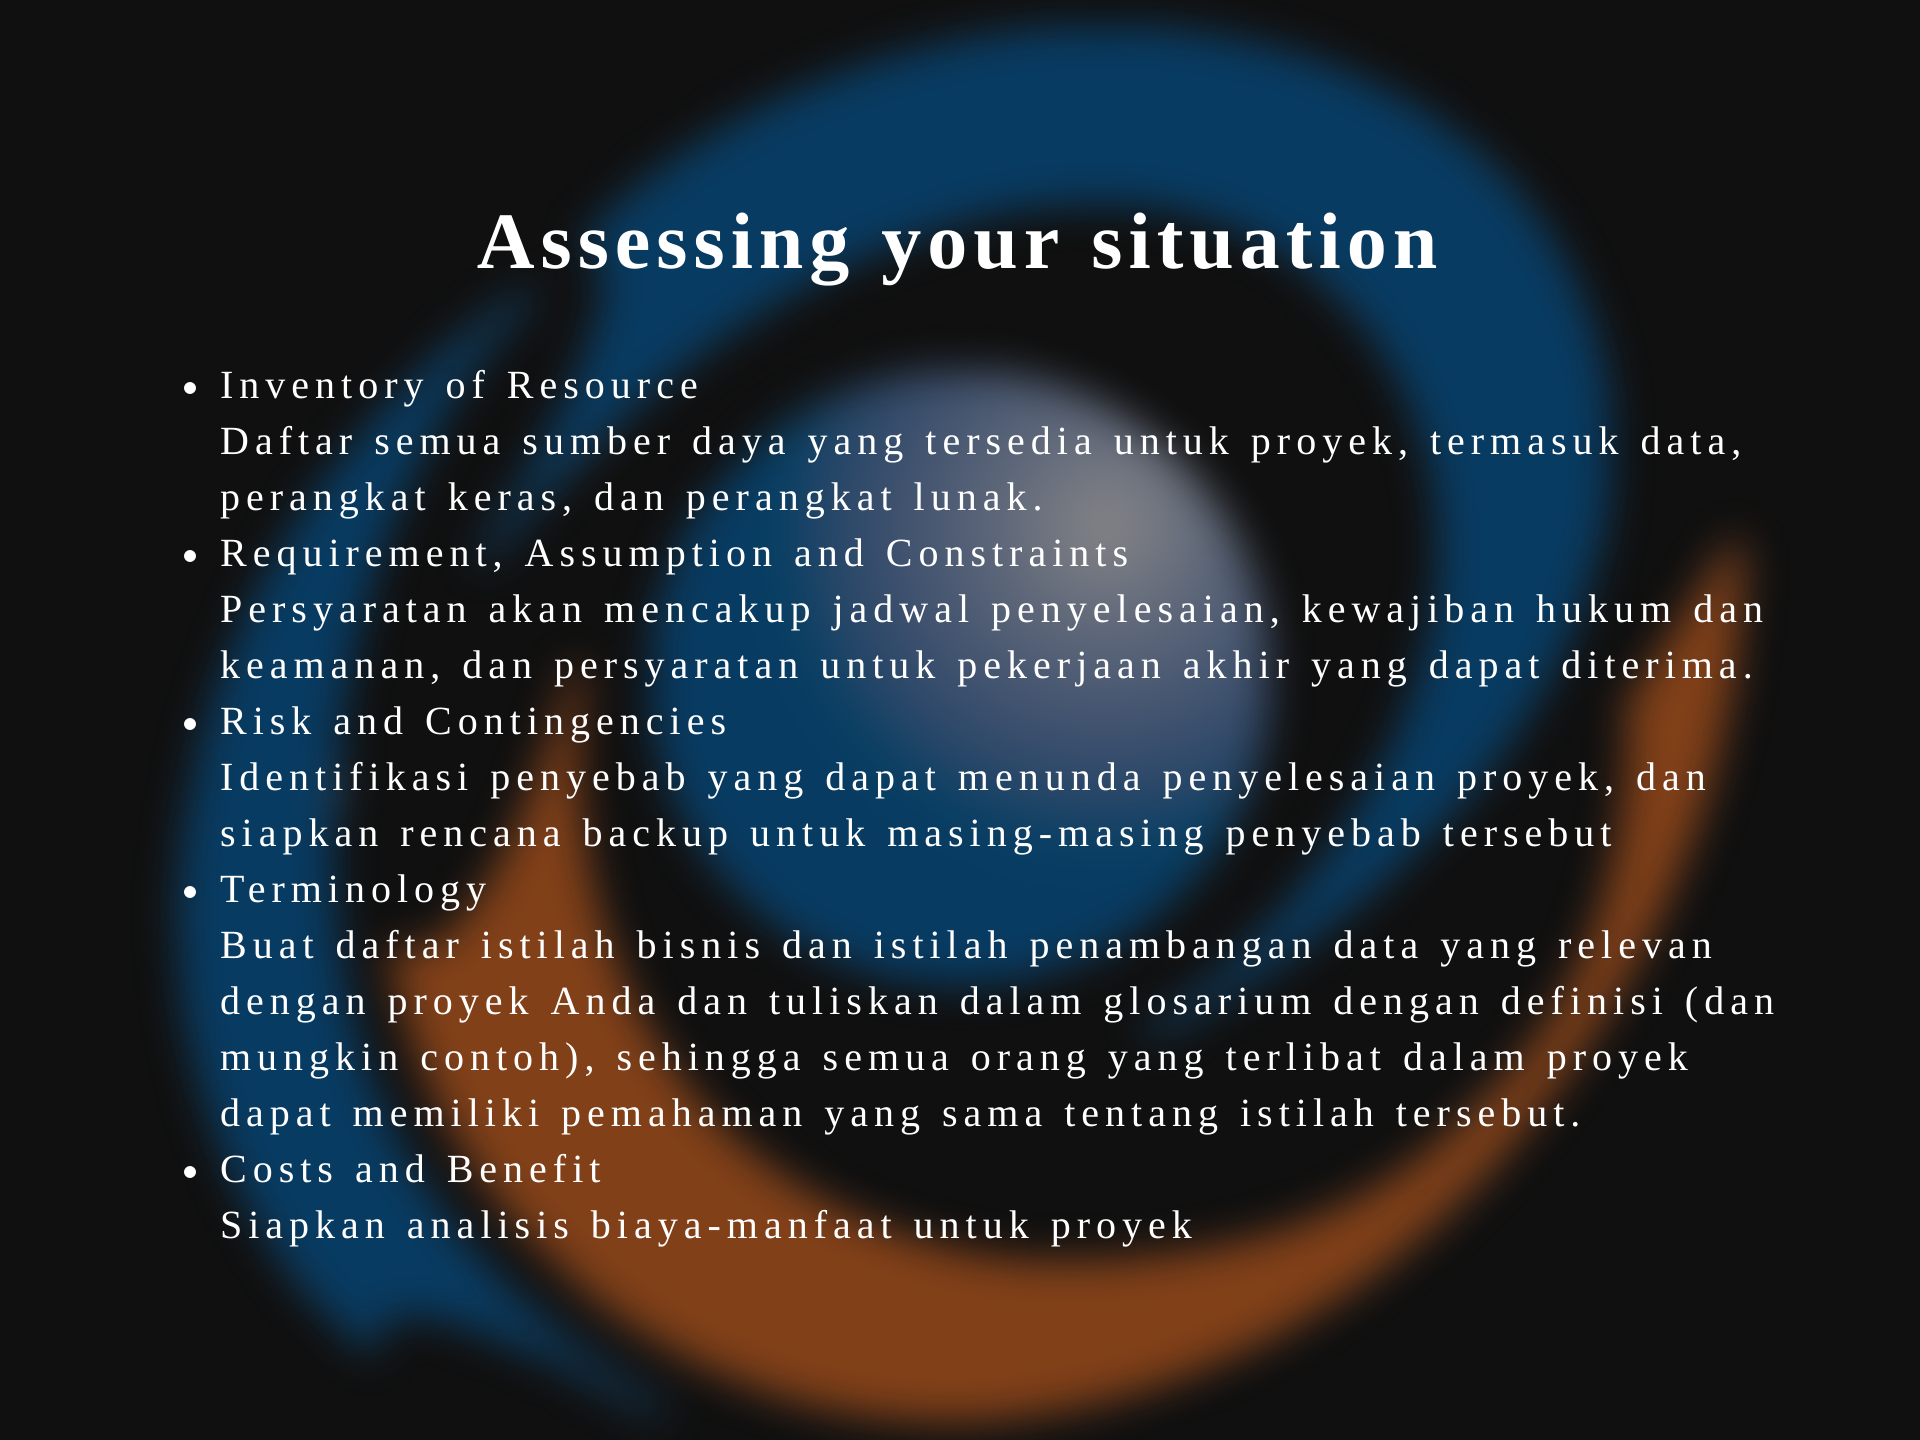 Assessing your situation
• Inventory of Resource
Daftar semua sumber daya yang tersedia untuk proyek, termasuk data,
perangkat keras, dan perangkat lunak.
• Requirement, Assumption and Constraints
Persyaratan akan mencakup jadwal penyelesaian, kewajiban hukum dan
keamanan, dan persyaratan untuk pekerjaan akhir yang dapat diterima.
• Risk and Contingencies
Identifikasi penyebab yang dapat menunda penyelesaian proyek, dan
siapkan rencana backup untuk masing-masing penyebab tersebut
• Terminology
Buat daftar istilah bisnis dan istilah penambangan data yang relevan
dengan proyek Anda dan tuliskan dalam glosarium dengan definisi (dan
mungkin contoh), sehingga semua orang yang terlibat dalam proyek
dapat memiliki pemahaman yang sama tentang istilah tersebut.
• Costs and Benefit
Siapkan analisis biaya-manfaat untuk proyek